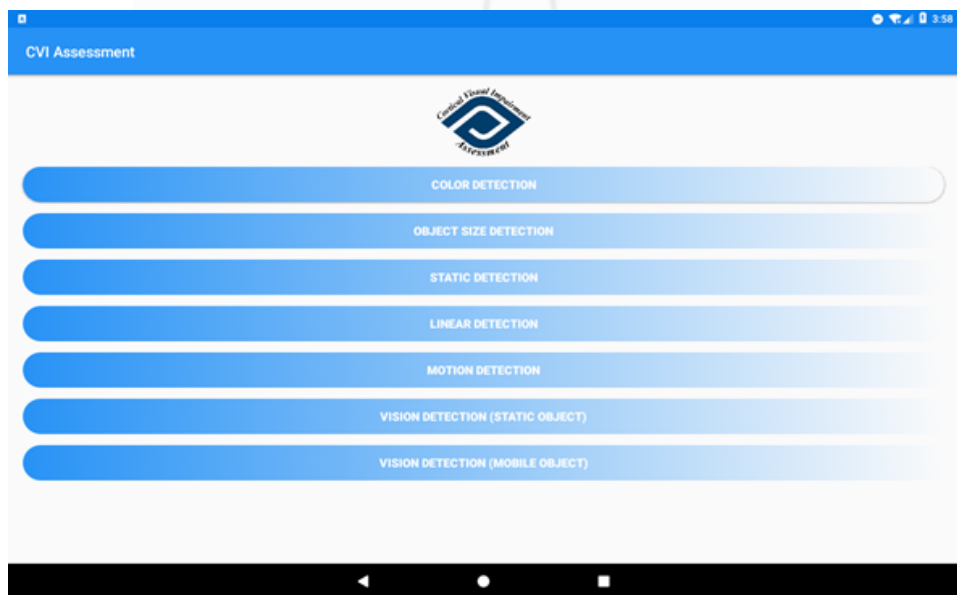 3:58
CVI Assessment
Cortical Visual Impairment
Assessment
COLOR DETECTION
OBJECT SIZE DETECTION
STATIC DETECTION
LINEAR DETECTION
MOTION DETECTION
VISION DETECTION (STATIC OBJECT)
VISION DETECTION (MOBILE OBJECT)